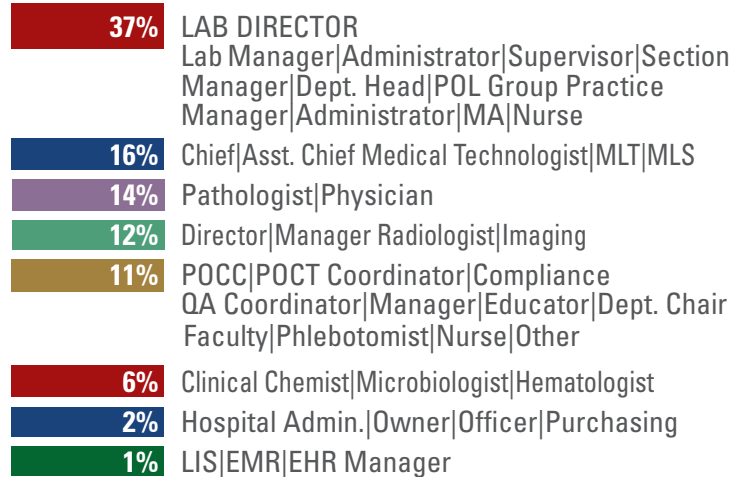 37% LAB DIRECTOR
Lab Manager|Administrator|Supervisor|Section
Manager|Dept. Head|POL Group Practice
Manager|Administrator|MA|Nurse
16% Chief|Asst. Chief Medical Technologist|MLT|MLS
14% Pathologist|Physician
12% Director|Manager Radiologist|Imaging
11% POCC|POCT Coordinator|Compliance
QA Coordinator|Manager|Educator|Dept. Chair
Faculty|Phlebotomist|Nurse|Other
6% Clinical Chemist|Microbiologist|Hematologist
2% Hospital Admin.|Owner|Officer|Purchasing
1% LIS|EMR|EHR Manager